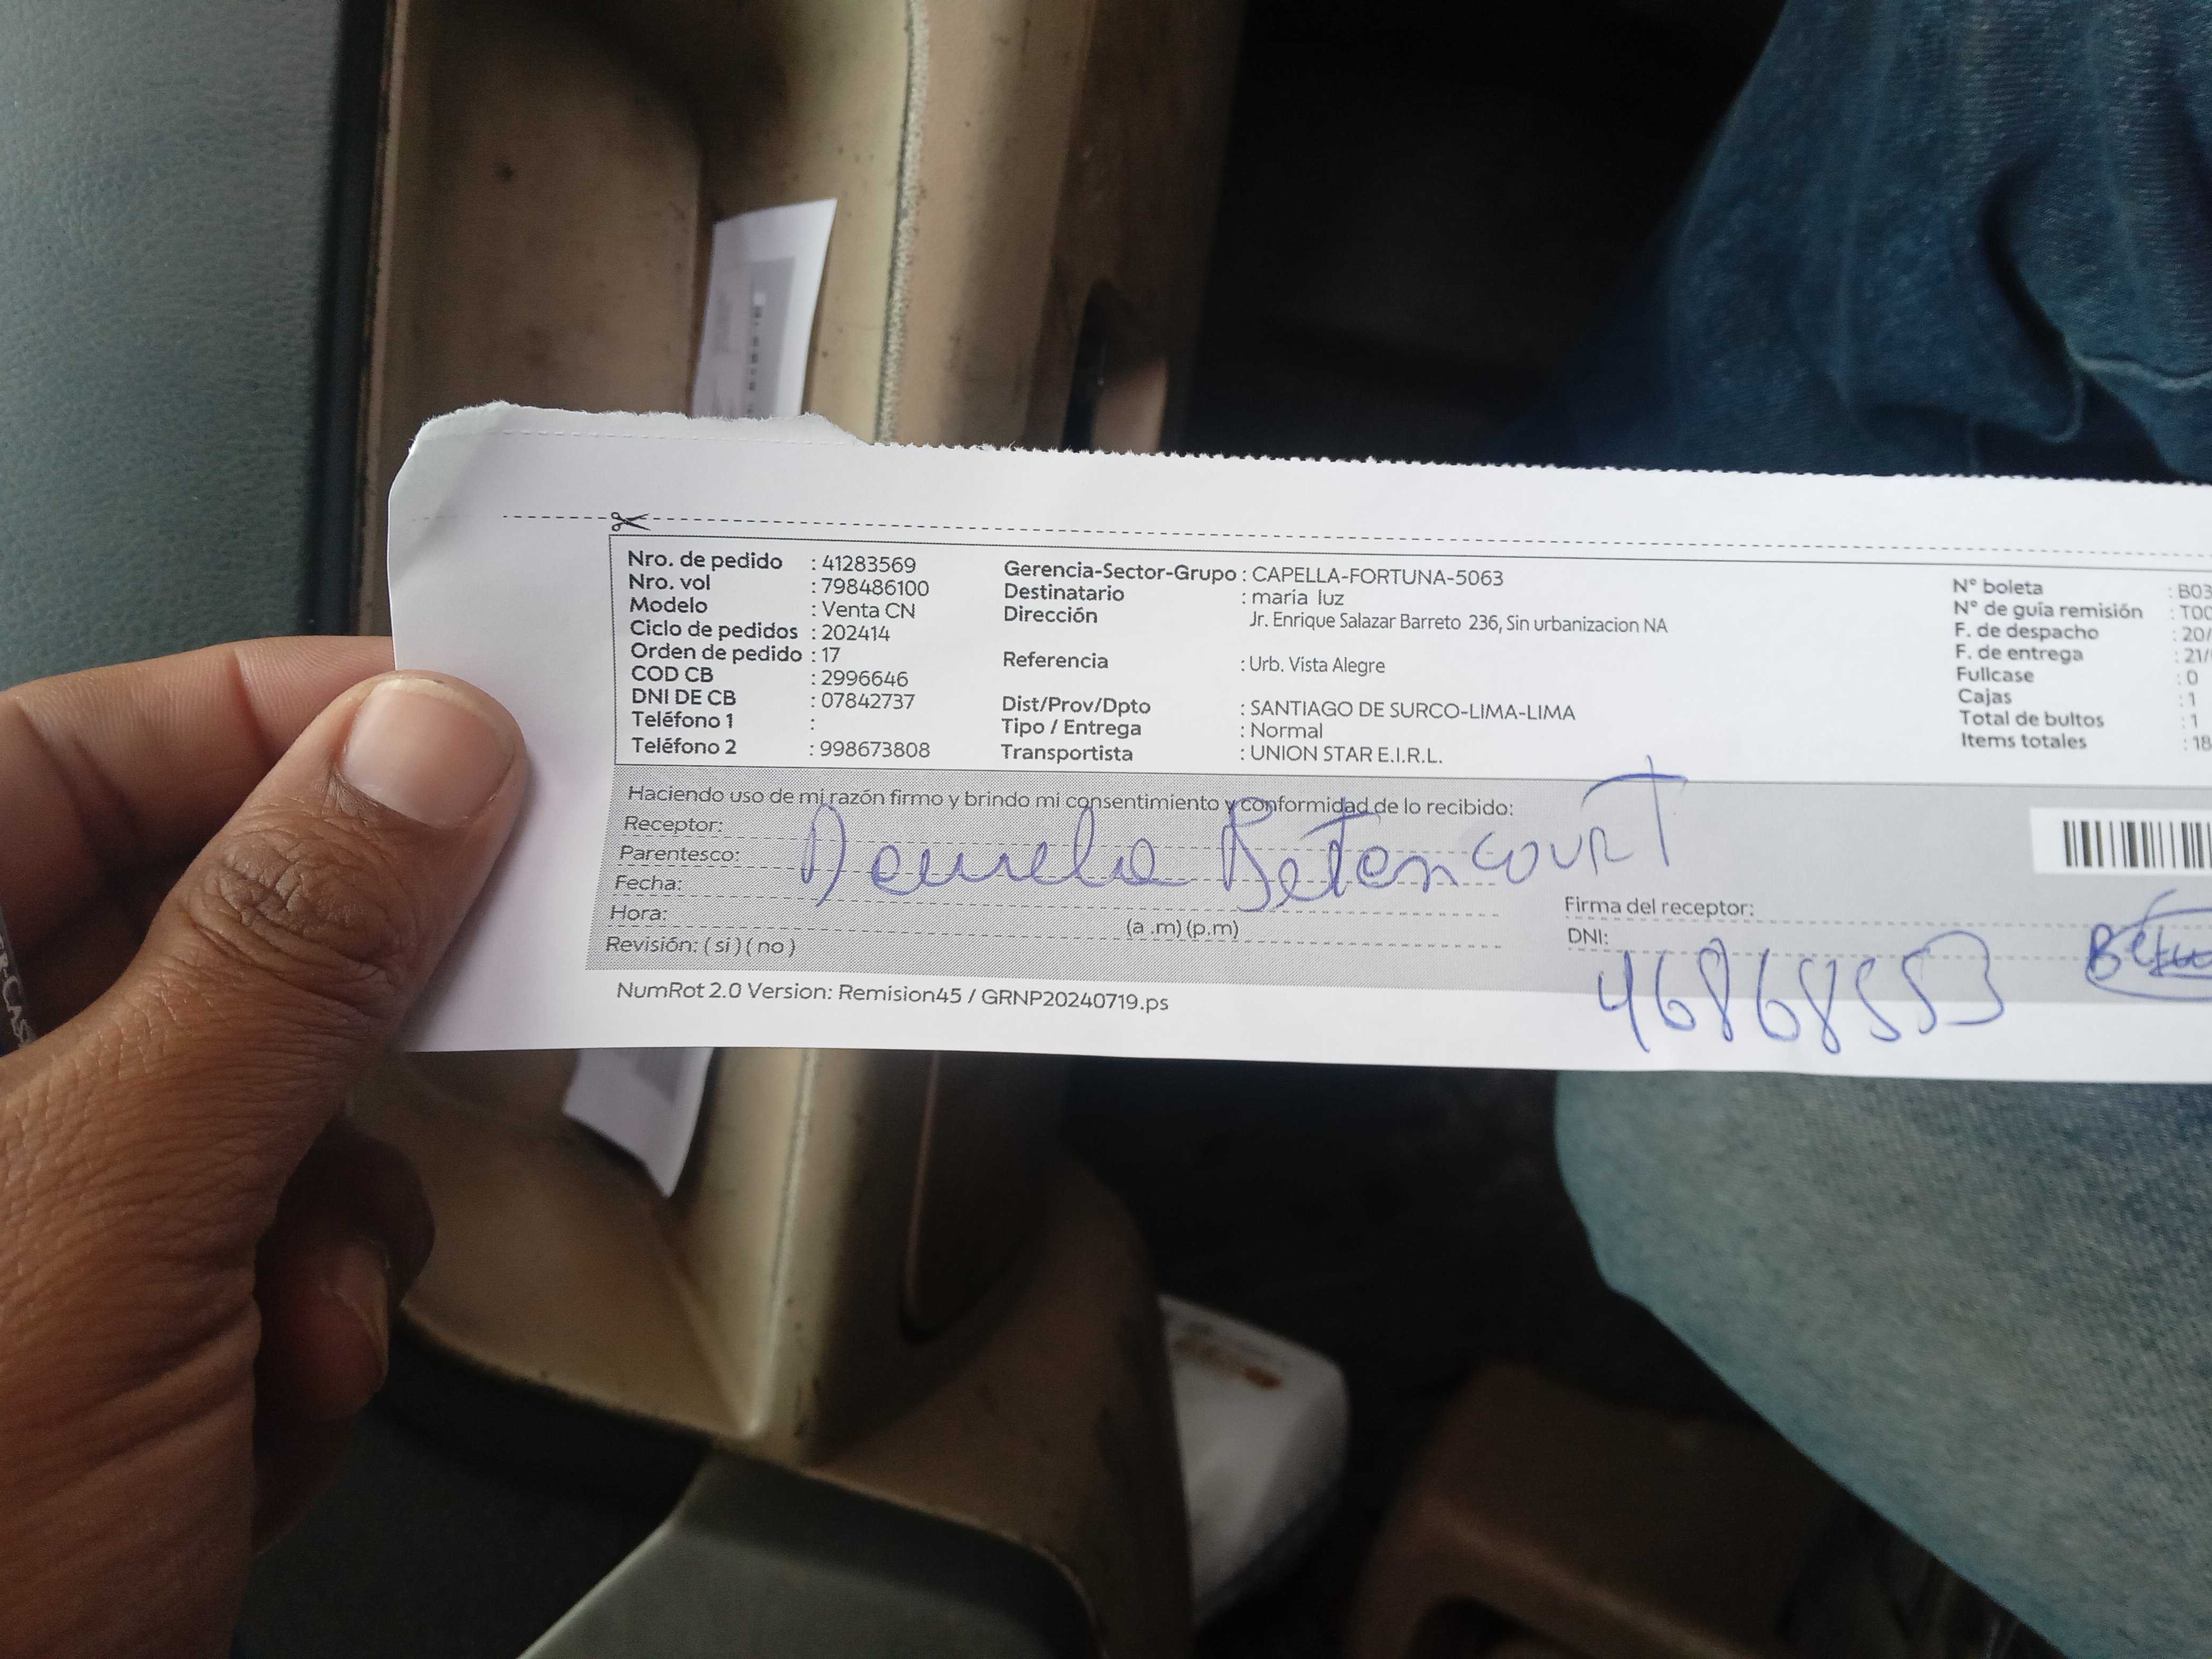 Nro. de pedido : 41283569
Nro. vol : 798486100
Modelo : Venta CN
Ciclo de pedidos : 202414
Orden de pedido : 17
COD CB : 2996646
DNI DE CB : 07842737
Teléfono 1 :
Teléfono 2 : 998673808
Gerencia-Sector-Grupo : CAPELLA-FORTUNA-5063
Destinatario : maria luz
Dirección Jr. Enrique Salazar Barreto 236, Sin urbanizacion NA
Referencia : Urb. Vista Alegre
Dist/Prov/Dpto : SANTIAGO DE SURCO-LIMA-LIMA
Tipo / Entrega : Normal
Transportista : UNION STAR E.I.R.L.
N° boleta : B03
N° de guía remisión : T00
F. de despacho : 20/
F. de entrega : 21/
Fullcase : 0
Cajas : 1
Total de bultos : 1
Items totales : 18
Haciendo uso de mi razón firmo y brindo mi consentimiento y conformidad de lo recibido:
Receptor:
Parentesco:
Betencourt
Fecha:
Hora: (a .m) (p.m)
Revisión: ( si ) ( no )
Firma del receptor:
DNI:
46868553
NumRot 2.0 Version: Remision45 / GRNP20240719.ps